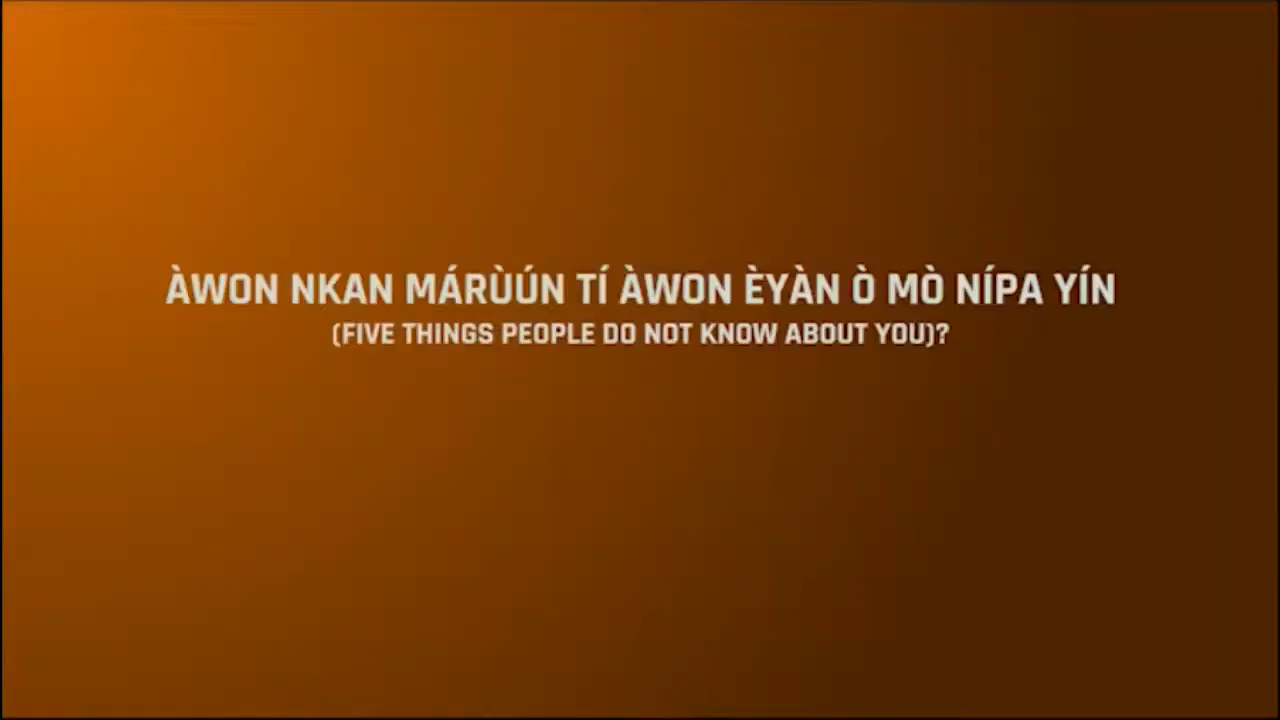 ÀWON NKAN MÁRÙÚN TÍ ÀWON ÈYÀN Ò MÒ NÍPA YÍN
(FIVE THINGS PEOPLE DO NOT KNOW ABOUT YOU)?